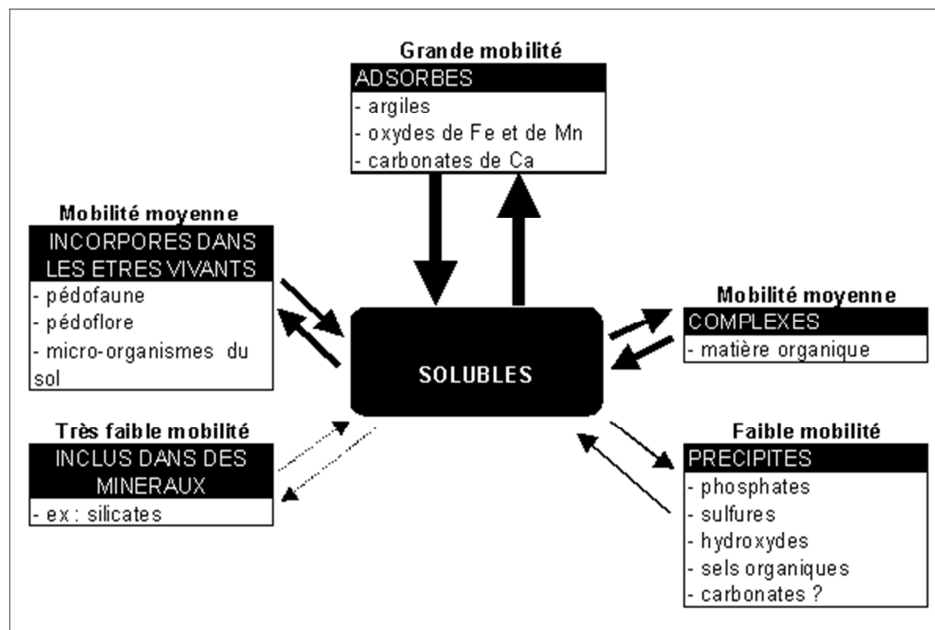 Grande mobilité
ADSORBES
- argiles
- oxydes de Fe et de Mn
- carbonates de Ca
Mobilité moyenne
INCORPORES DANS
LES ETRES VIVANTS
- pédofaune
- pédoflore
- micro-organismes du
sol
Mobilité moyenne
COMPLEXES
- matière organique
SOLUBLES
Très faible mobilité
INCLUS DANS DES
MINERAUX
- ex : silicates
Faible mobilité
PRECIPITES
- phosphates
- sulfures
- hydroxydes
- sels organiques
- carbonates ?